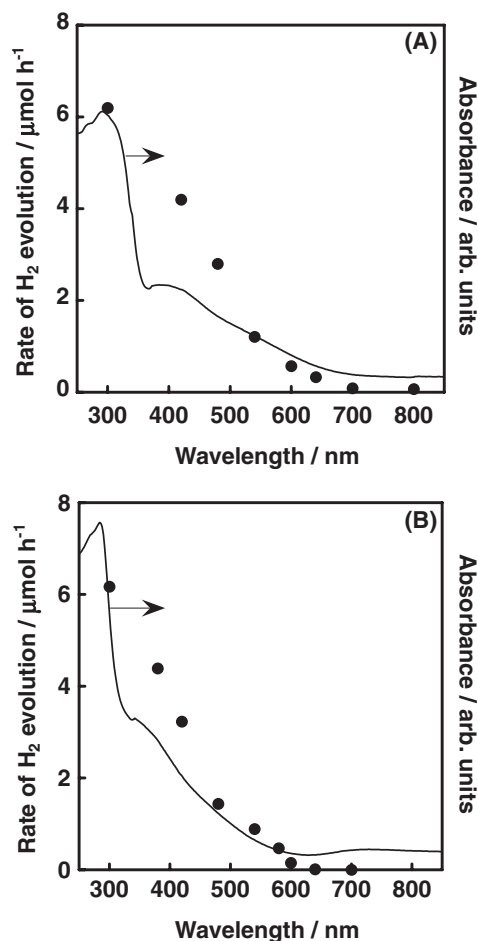 (A)
8
6
4
2
0
Rate of H₂ evolution / μmol h⁻¹
Absorbance / arb. units
300 400 500 600 700 800
Wavelength / nm
(B)
8
6
4
2
0
Rate of H₂ evolution / μmol h⁻¹
Absorbance / arb. units
300 400 500 600 700 800
Wavelength / nm